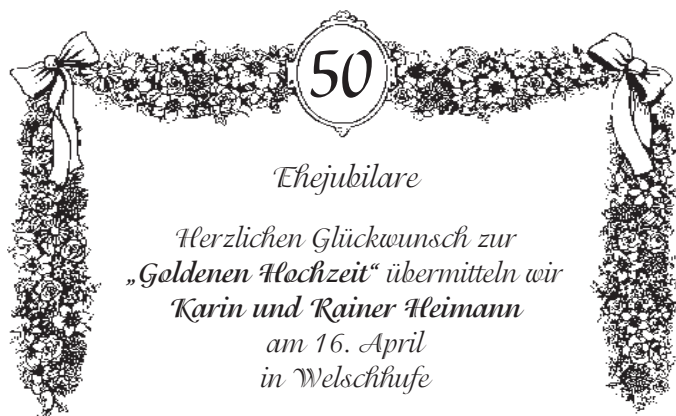 50
Ehejubilare
Herzlichen Glückwunsch zur
„Goldenen Hochzeit“ übermitteln wir
Karin und Rainer Heimann
am 16. April
in Welschhufe